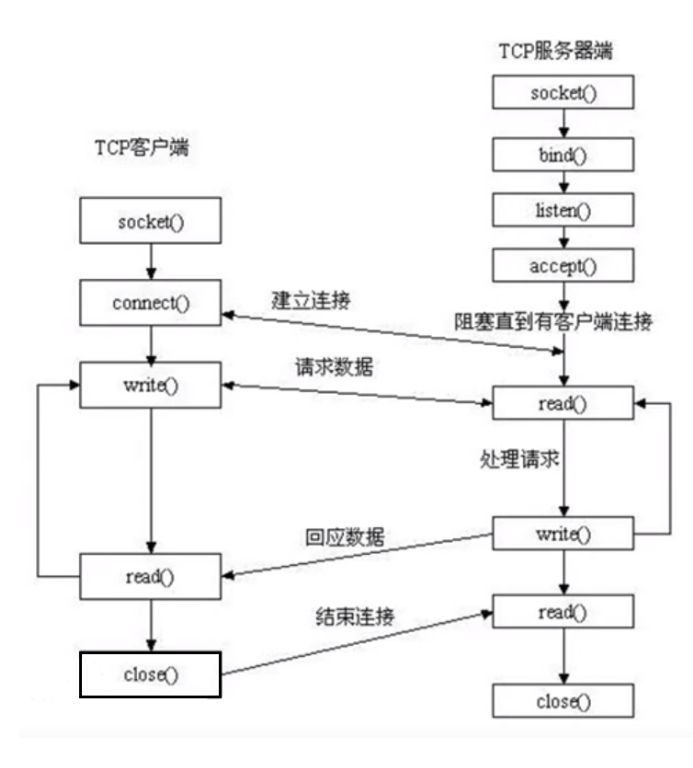 TCP服务器端
socket()
bind()
TCP客户端
listen()
socket()
accept()
connect()
建立连接
阻塞直到有客户端连接
请求数据
write()
read()
处理请求
回应数据
write()
read()
结束连接
read()
close()
close()